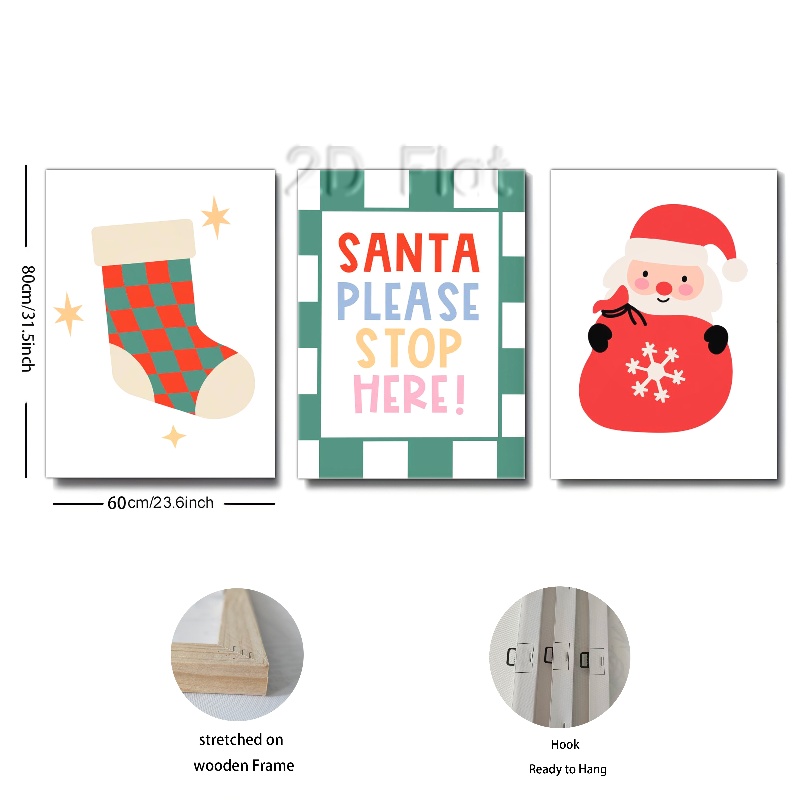 2D Flat
SANTA
PLEASE
STOP
HERE!
80cm/31.5inch
60cm/23.6inch
stretched on
wooden Frame
Hook
Ready to Hang